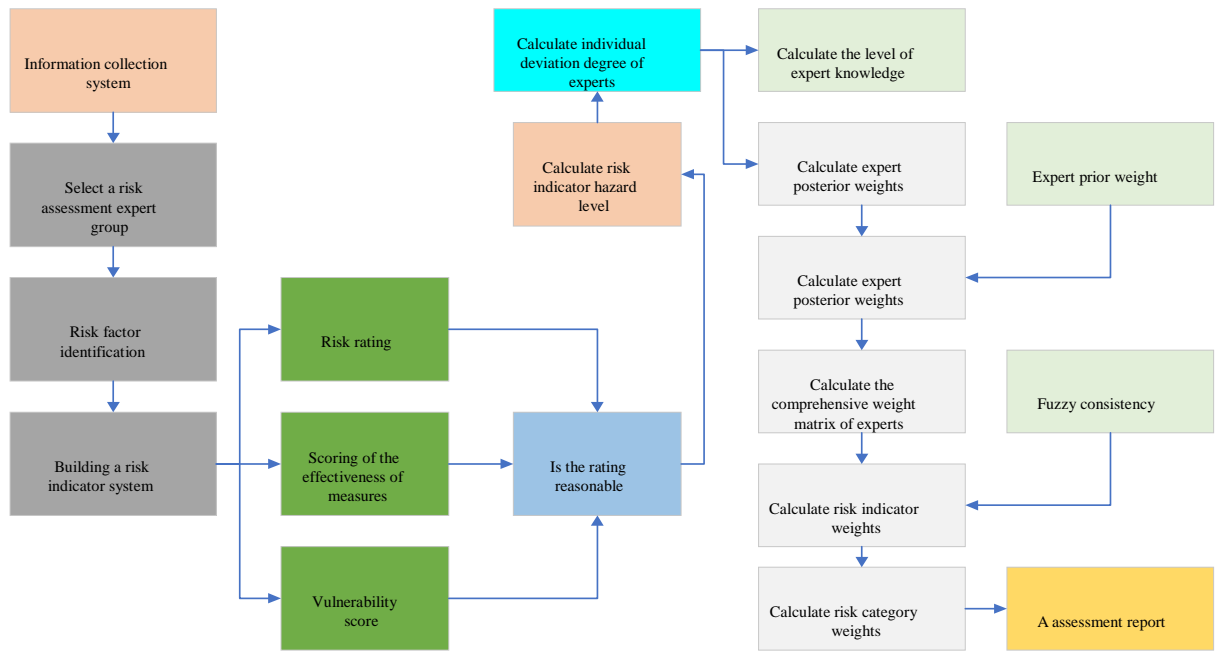 Information collection
system
Select a risk
assessment expert
group
Risk factor
identification
Building a risk
indicator system
Risk rating
Scoring of the
effectiveness of
measures
Vulnerability
score
Is the rating
reasonable
Calculate risk
indicator hazard
level
Calculate individual
deviation degree of
experts
Calculate the level of
expert knowledge
Calculate expert
posterior weights
Expert prior weight
Calculate expert
posterior weights
Calculate the
comprehensive weight
matrix of experts
Fuzzy consistency
Calculate risk indicator
weights
Calculate risk category
weights
A assessment report